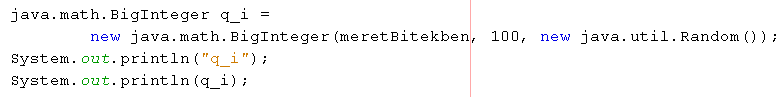 java.math.BigInteger q_i =
new java.math.BigInteger(meretBitekben, 100, new java.util.Random());
System.out.println("q_i");
System.out.println(q_i);